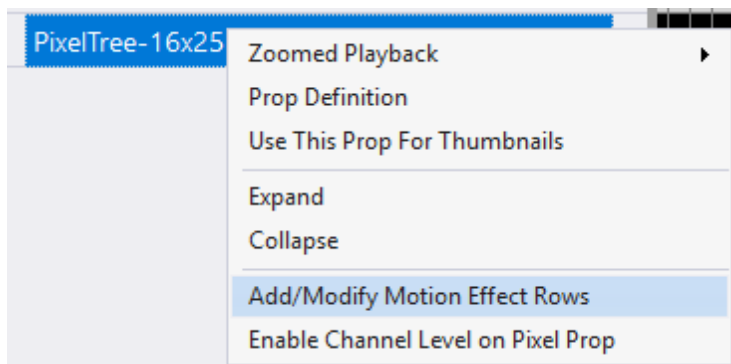 PixelTree-16x25
Zoomed Playback
Prop Definition
Use This Prop For Thumbnails
Expand
Collapse
Add/Modify Motion Effect Rows
Enable Channel Level on Pixel Prop